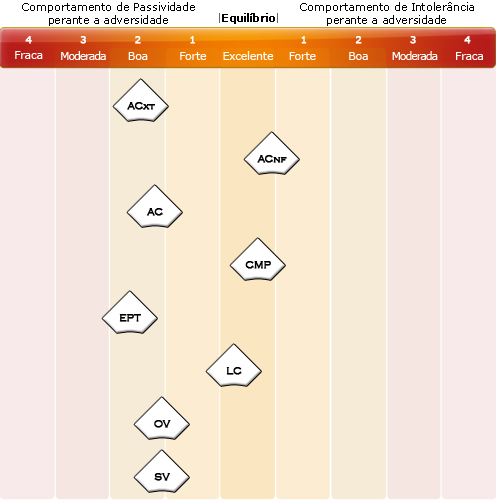 Comportamento de Passividade
perante a adversidade
|Equilíbrio|
Comportamento de Intolerância
perante a adversidade
4 3 2 1 1 2 3 4
Fraca Moderada Boa Forte Excelente Forte Boa Moderada Fraca
ACXT
ACNF
AC
CMP
EPT
LC
OV
SV